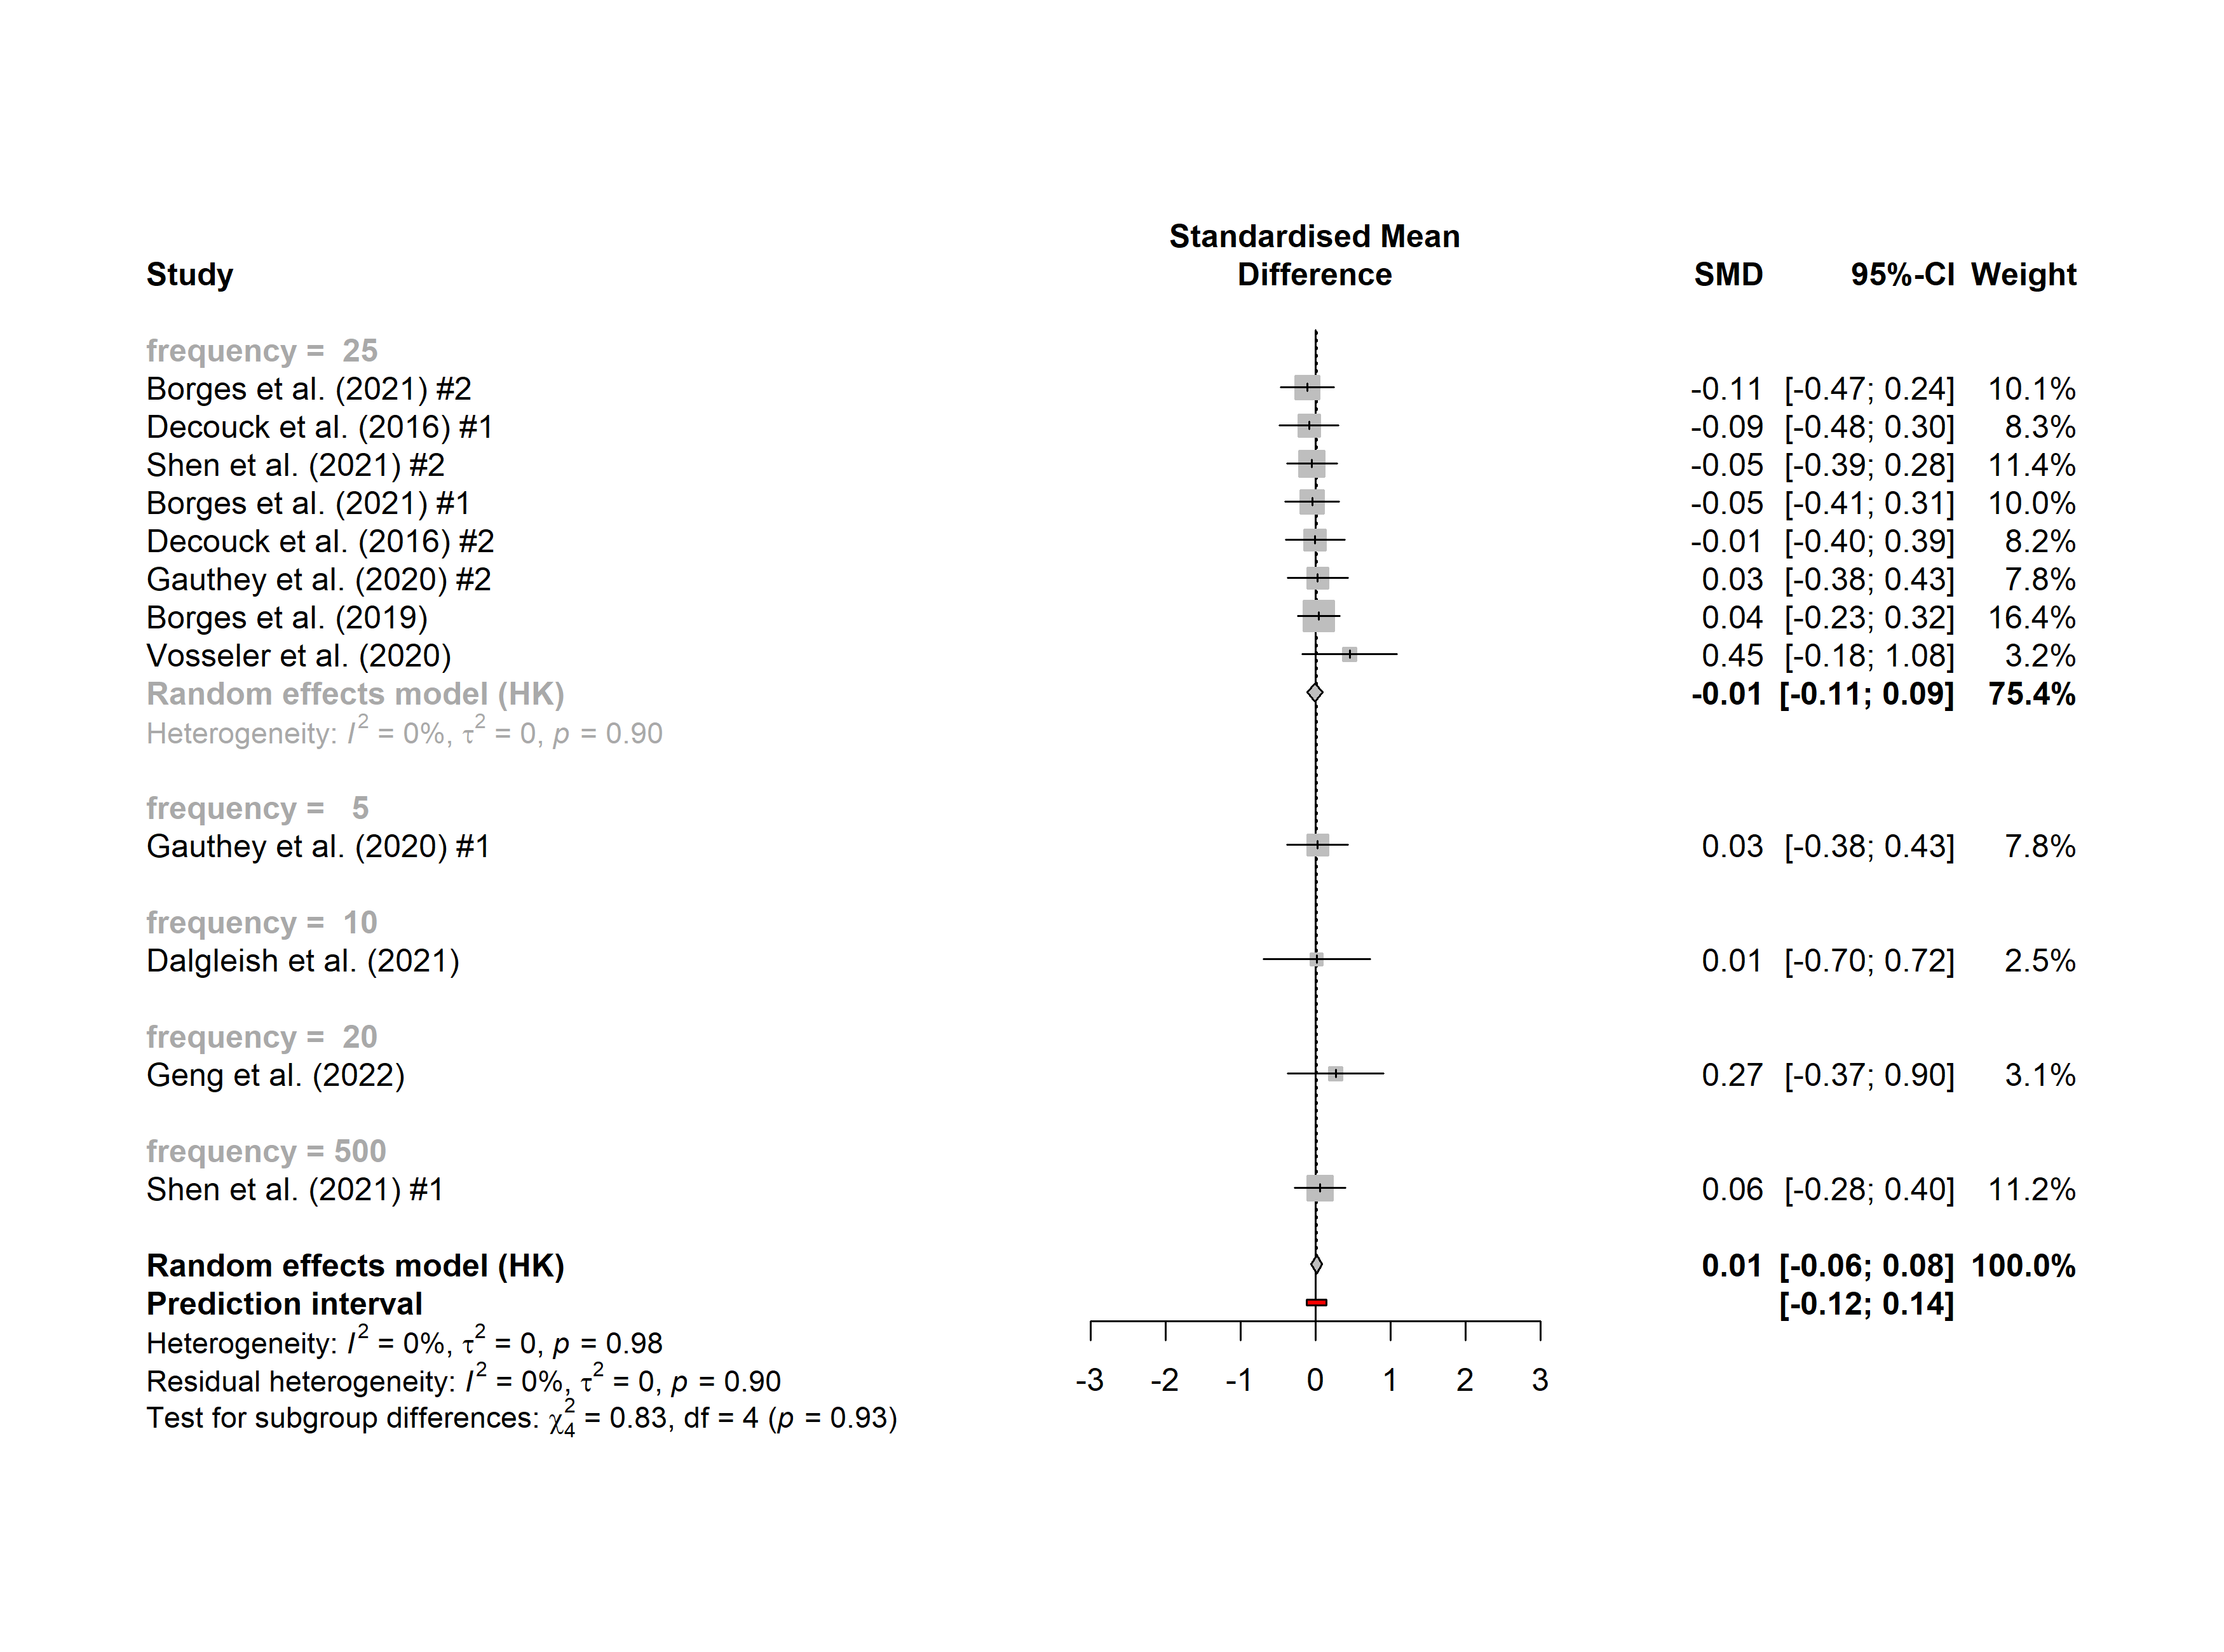 Standardised Mean
Study Difference SMD 95%-CI Weight
frequency = 25
Borges et al. (2021) #2 -0.11 [-0.47; 0.24] 10.1%
Decouck et al. (2016) #1 -0.09 [-0.48; 0.30] 8.3%
Shen et al. (2021) #2 -0.05 [-0.39; 0.28] 11.4%
Borges et al. (2021) #1 -0.05 [-0.41; 0.31] 10.0%
Decouck et al. (2016) #2 -0.01 [-0.40; 0.39] 8.2%
Gauthey et al. (2020) #2 0.03 [-0.38; 0.43] 7.8%
Borges et al. (2019) 0.04 [-0.23; 0.32] 16.4%
Vosseler et al. (2020) 0.45 [-0.18; 1.08] 3.2%
Random effects model (HK) -0.01 [-0.11; 0.09] 75.4%
Heterogeneity: I² = 0%, τ² = 0, p = 0.90
frequency = 5
Gauthey et al. (2020) #1 0.03 [-0.38; 0.43] 7.8%
frequency = 10
Dalgleish et al. (2021) 0.01 [-0.70; 0.72] 2.5%
frequency = 20
Geng et al. (2022) 0.27 [-0.37; 0.90] 3.1%
frequency = 500
Shen et al. (2021) #1 0.06 [-0.28; 0.40] 11.2%
Random effects model (HK) 0.01 [-0.06; 0.08] 100.0%
Prediction interval [-0.12; 0.14]
Heterogeneity: I² = 0%, τ² = 0, p = 0.98
Residual heterogeneity: I² = 0%, τ² = 0, p = 0.90
-3 -2 -1 0 1 2 3
Test for subgroup differences: χ²₄ = 0.83, df = 4 (p = 0.93)